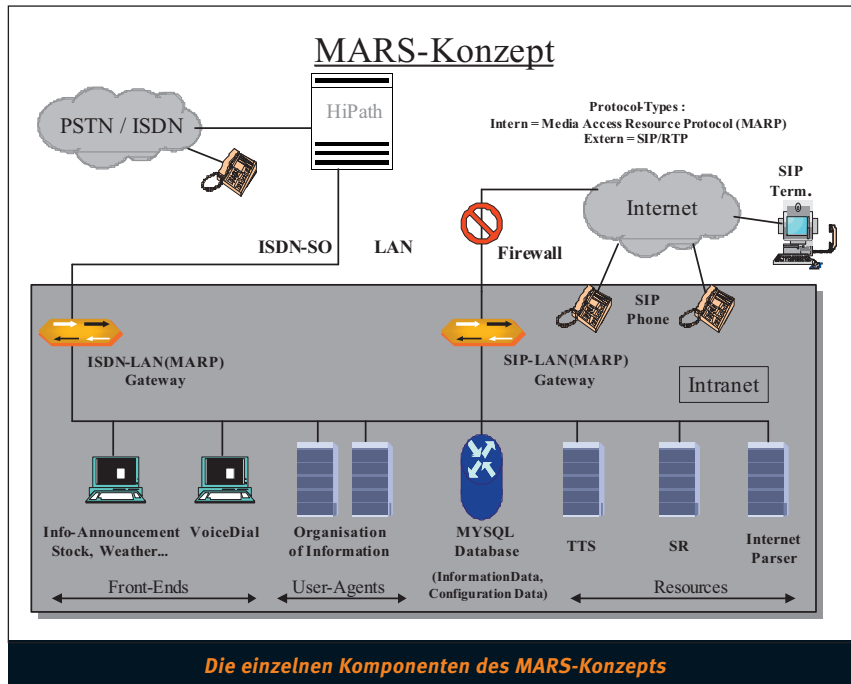 MARS-Konzept
HiPath
PSTN / ISDN
Protocol-Types :
Intern = Media Access Resource Protocol (MARP)
Extern = SIP/RTP
SIP
Term.
Internet
ISDN-SO
LAN
Firewall
SIP
Phone
ISDN-LAN(MARP)
Gateway
SIP-LAN(MARP)
Gateway
Intranet
Info-Announcement
Stock, Weather...
VoiceDial
Organisation
of Information
MYSQL
Database
(InformationData,
Configuration Data)
TTS
SR
Internet
Parser
Front-Ends
User-Agents
Resources
Die einzelnen Komponenten des MARS-Konzepts